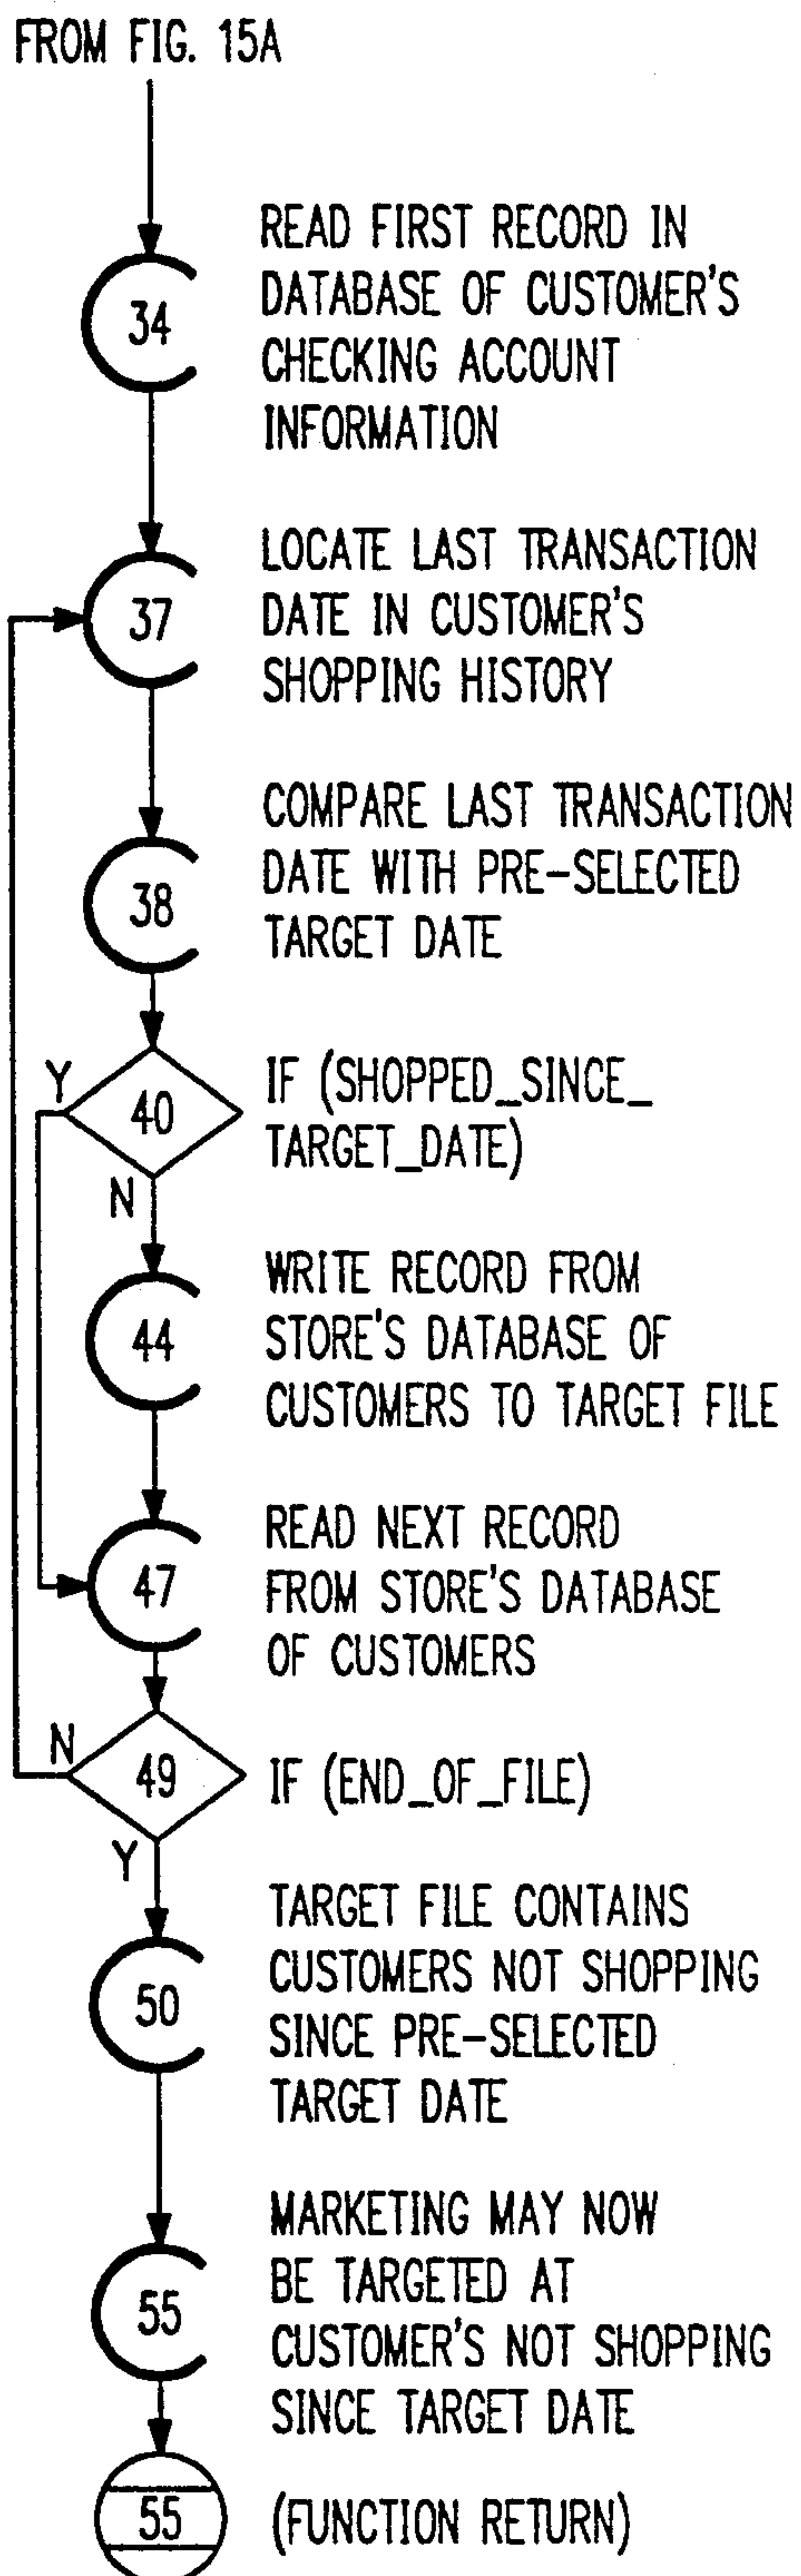 FROM FIG. 15A
34
READ FIRST RECORD IN
DATABASE OF CUSTOMER'S
CHECKING ACCOUNT
INFORMATION
37
LOCATE LAST TRANSACTION
DATE IN CUSTOMER'S
SHOPPING HISTORY
38
COMPARE LAST TRANSACTION
DATE WITH PRE-SELECTED
TARGET DATE
Y
40
N
IF (SHOPPED_SINCE_
TARGET_DATE)
44
WRITE RECORD FROM
STORE'S DATABASE OF
CUSTOMERS TO TARGET FILE
47
READ NEXT RECORD
FROM STORE'S DATABASE
OF CUSTOMERS
N
49
Y
IF (END_OF_FILE)
50
TARGET FILE CONTAINS
CUSTOMERS NOT SHOPPING
SINCE PRE-SELECTED
TARGET DATE
55
MARKETING MAY NOW
BE TARGETED AT
CUSTOMER'S NOT SHOPPING
SINCE TARGET DATE
55
(FUNCTION RETURN)